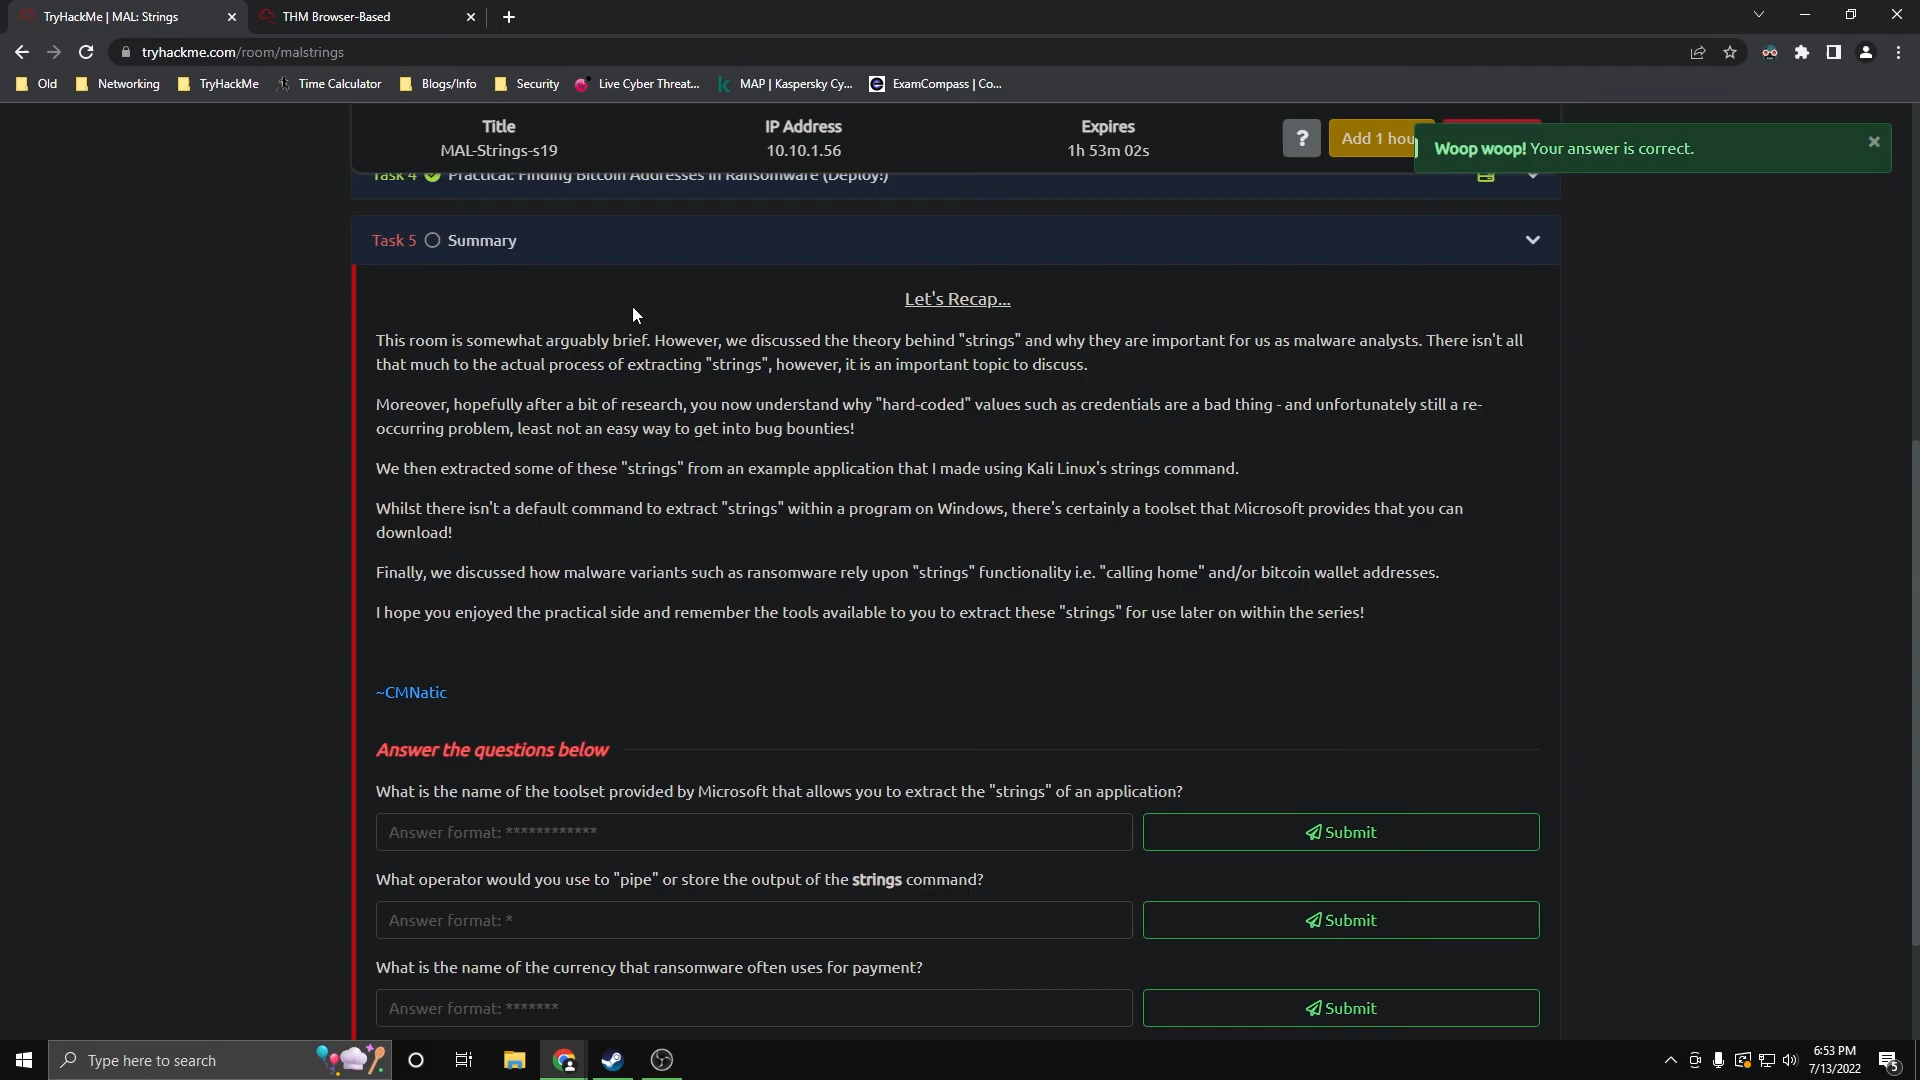 TryHackMe | MAL: Strings
THM Browser-Based
tryhackme.com/room/malstrings
Old
Networking
TryHackMe
Time Calculator
Blogs/Info
Security
Live Cyber Threat...
MAP | Kaspersky Cy...
ExamCompass | Co...
Title
IP Address
Expires
MAL-Strings-s19
10.10.1.56
1h 53m 02s
?
Add 1 hou
Woop woop! Your answer is correct.
Task 4 Practical: Finding Bitcoin Addresses in Ransomware (Deploy!)
Task 5 Summary
Let's Recap...
This room is somewhat arguably brief. However, we discussed the theory behind "strings" and why they are important for us as malware analysts. There isn't all
that much to the actual process of extracting "strings", however, it is an important topic to discuss.
Moreover, hopefully after a bit of research, you now understand why "hard-coded" values such as credentials are a bad thing - and unfortunately still a re-
occurring problem, least not an easy way to get into bug bounties!
We then extracted some of these "strings" from an example application that I made using Kali Linux's strings command.
Whilst there isn't a default command to extract "strings" within a program on Windows, there's certainly a toolset that Microsoft provides that you can
download!
Finally, we discussed how malware variants such as ransomware rely upon "strings" functionality i.e. "calling home" and/or bitcoin wallet addresses.
I hope you enjoyed the practical side and remember the tools available to you to extract these "strings" for use later on within the series!
~CMNatic
Answer the questions below
What is the name of the toolset provided by Microsoft that allows you to extract the "strings" of an application?
Answer format: ************
Submit
What operator would you use to "pipe" or store the output of the strings command?
Answer format: *
Submit
What is the name of the currency that ransomware often uses for payment?
Answer format: *******
Submit
Type here to search
6:53 PM
7/13/2022
5